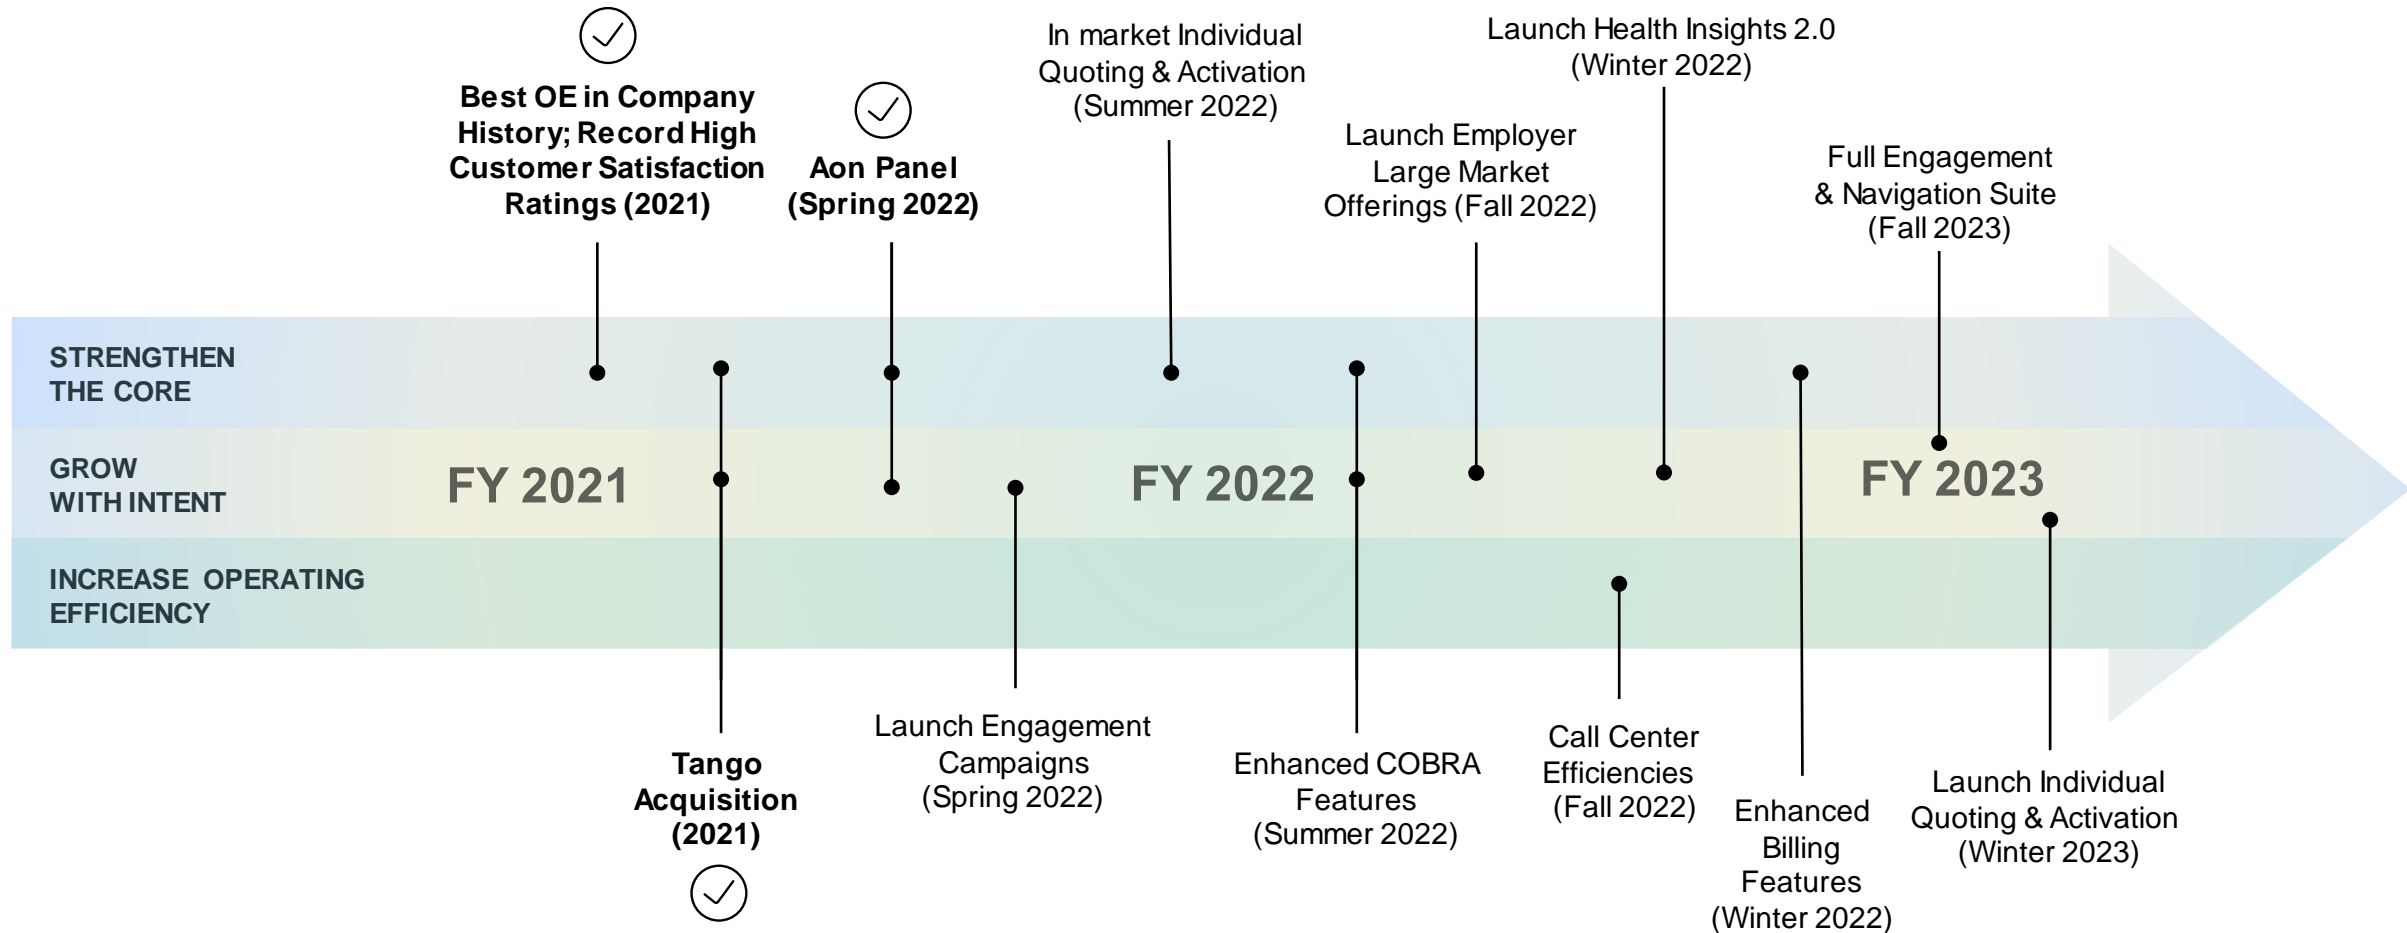 Best OE in Company
History; Record High
Customer Satisfaction
Ratings (2021)
Aon Panel
(Spring 2022)
In market Individual
Quoting & Activation
(Summer 2022)
Launch Employer
Large Market
Offerings (Fall 2022)
Launch Health Insights 2.0
(Winter 2022)
Full Engagement
& Navigation Suite
(Fall 2023)
STRENGTHEN
THE CORE
GROW
WITH INTENT
FY 2021
FY 2022
FY 2023
INCREASE OPERATING
EFFICIENCY
Tango
Acquisition
(2021)
Launch Engagement
Campaigns
(Spring 2022)
Enhanced COBRA
Features
(Summer 2022)
Call Center
Efficiencies
(Fall 2022)
Enhanced
Billing
Features
(Winter 2022)
Launch Individual
Quoting & Activation
(Winter 2023)